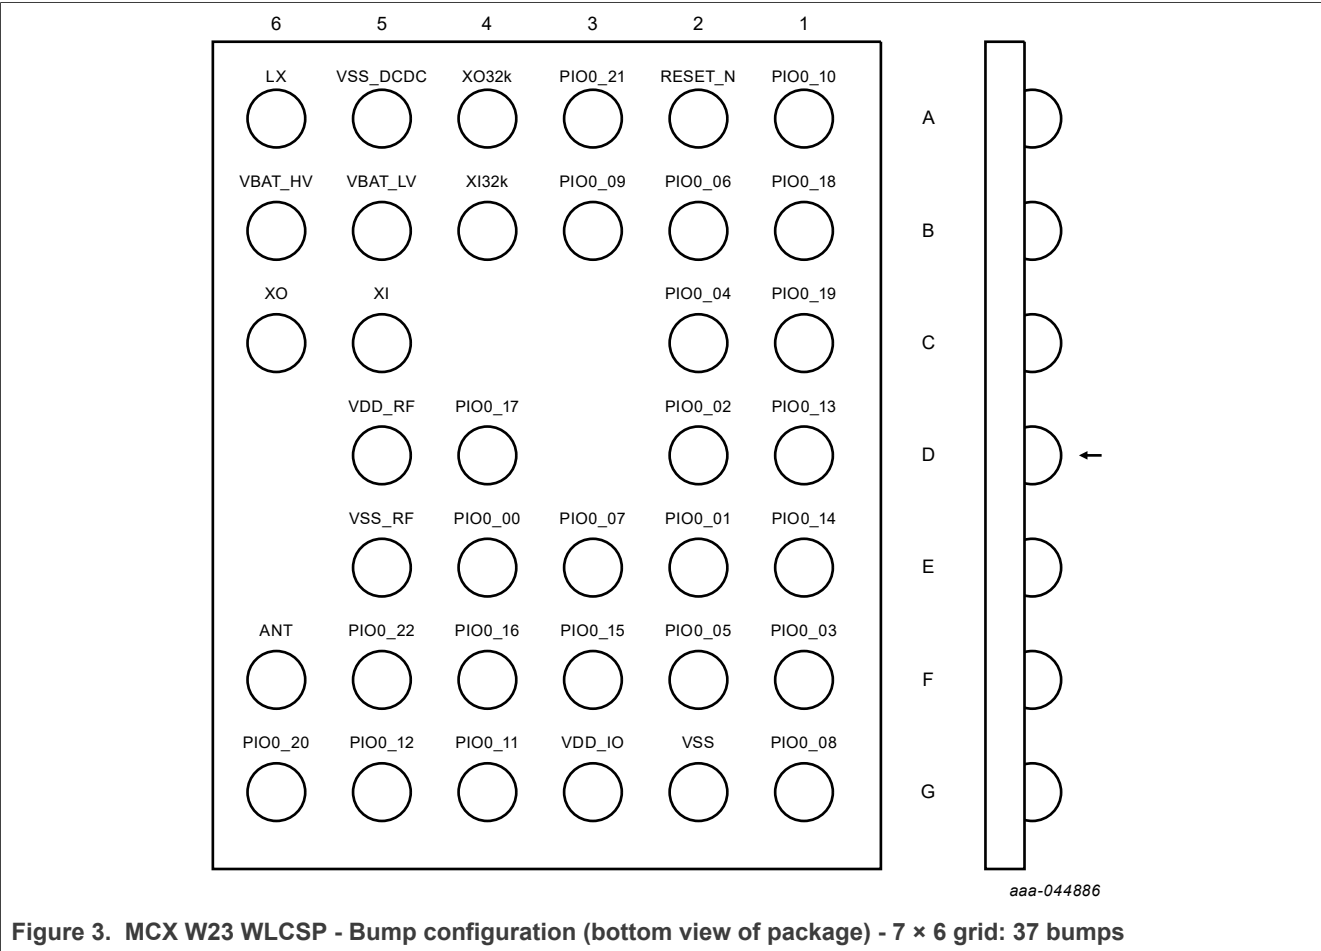 6 5 4 3 2 1
LX VSS_DCDC XO32k PIO0_21 RESET_N PIO0_10
A
VBAT_HV VBAT_LV XI32k PIO0_09 PIO0_06 PIO0_18
B
XO XI PIO0_04 PIO0_19
C
VDD_RF PIO0_17 PIO0_02 PIO0_13
D
VSS_RF PIO0_00 PIO0_07 PIO0_01 PIO0_14
E
ANT PIO0_22 PIO0_16 PIO0_15 PIO0_05 PIO0_03
F
PIO0_20 PIO0_12 PIO0_11 VDD_IO VSS PIO0_08
G
aaa-044886
Figure 3. MCX W23 WLCSP - Bump configuration (bottom view of package) - 7 × 6 grid: 37 bumps